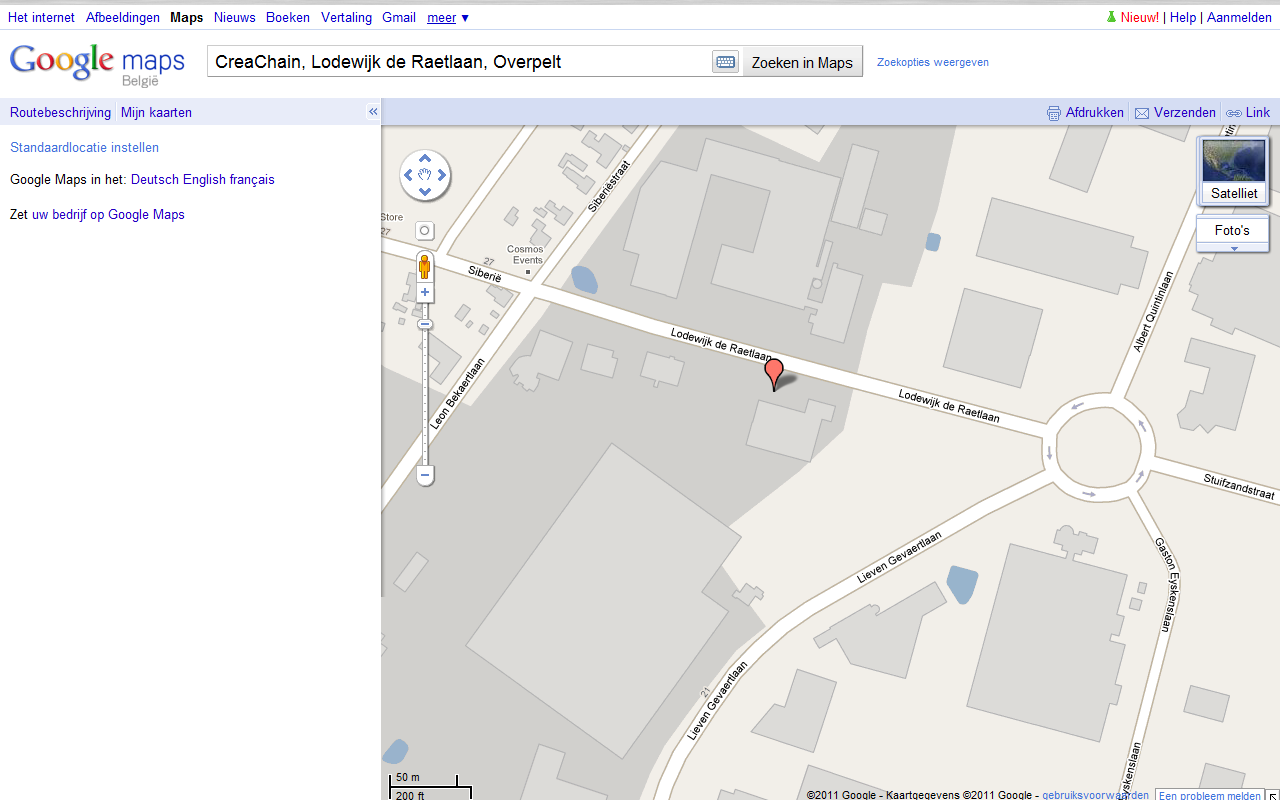 Het internet Afbeeldingen Maps Nieuws Boeken Vertaling Gmail meer ▼ Nieuw! | Help | Aanmelden
Google maps
België
CreaChain, Lodewijk de Raetlaan, Overpelt
Zoeken in Maps
Zoekopties weergeven
Routebeschrijving Mijn kaarten «
Afdrukken Verzenden Link
Standaardlocatie instellen
Google Maps in het: Deutsch English français
Zet uw bedrijf op Google Maps
Satelliet
Foto's
Store
27
Siberiëstraat
Cosmos
Events
27
Siberië
Leon Bekaertlaan
Lodewijk de Raetlaan
Lodewijk de Raetlaan
Albert Quintinlaan
Stuifzandstraat
Lieven Gevaertlaan
Gaston Eyskenslaan
21
Lieven Gevaertlaan
Eyskenslaan
50 m
200 ft
©2011 Google - Kaartgegevens ©2011 Google - gebruiksvoorwaarden
Een probleem melden